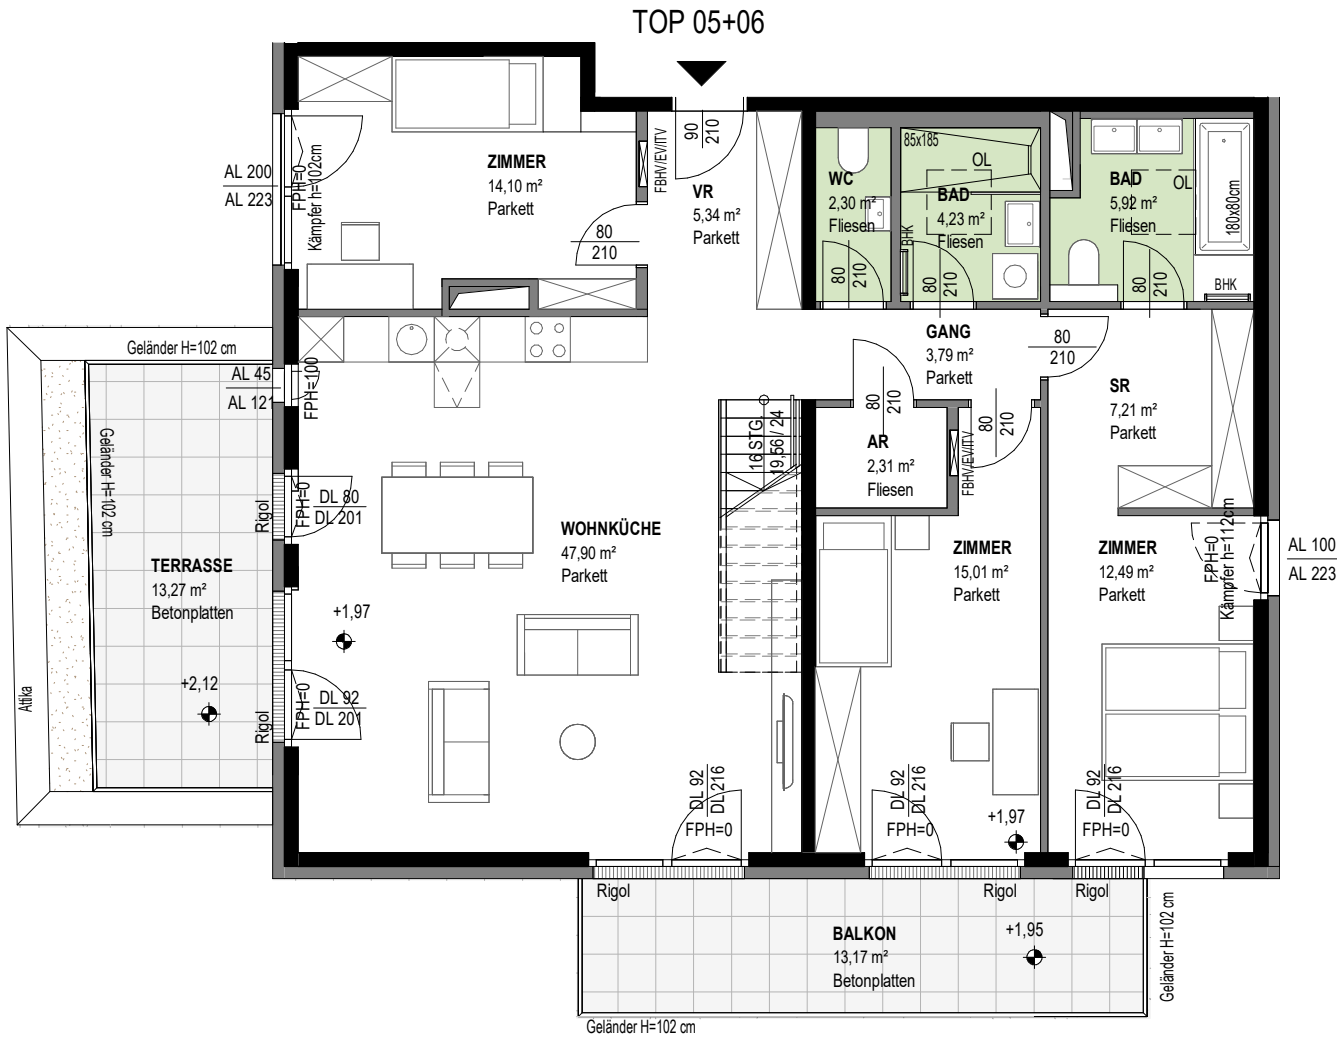 TOP 05+06
ZIMMER
14,10 m²
Parkett
AL 200
AL 223
FPH=0
Kämpfer h=102cm
80
210
FBHV/EV/ITV
90
210
VR
5,34 m²
Parkett
WC
2,30 m²
Fliesen
80
210
85x185
OL
BAD
4,23 m²
Fliesen
BHK
80
210
BAD
5,92 m²
Fliesen
OL
180x80cm
BHK
80
210
GANG
3,79 m²
Parkett
80
210
SR
7,21 m²
Parkett
Geländer H=102 cm
AL 45
AL 121
FPH=100
Geländer H=102 cm
16 STG.
19,56 / 24
80
210
AR
2,31 m²
Fliesen
FBHV/EV/ITV
80
210
Rigol
FPH=0
DL 80
DL 201
WOHNKÜCHE
47,90 m²
Parkett
TERRASSE
13,27 m²
Betonplatten
ZIMMER
15,01 m²
Parkett
ZIMMER
12,49 m²
Parkett
FPH=0
Kämpfer h=112cm
AL 100
AL 223
+1,97
+2,12
Attika
Rigol
FPH=0
DL 92
DL 201
DL 92
DL 216
FPH=0
DL 92
DL 216
FPH=0
+1,97
DL 92
DL 216
FPH=0
Rigol
Rigol
Rigol
BALKON
13,17 m²
Betonplatten
+1,95
Geländer H=102 cm
Geländer H=102 cm